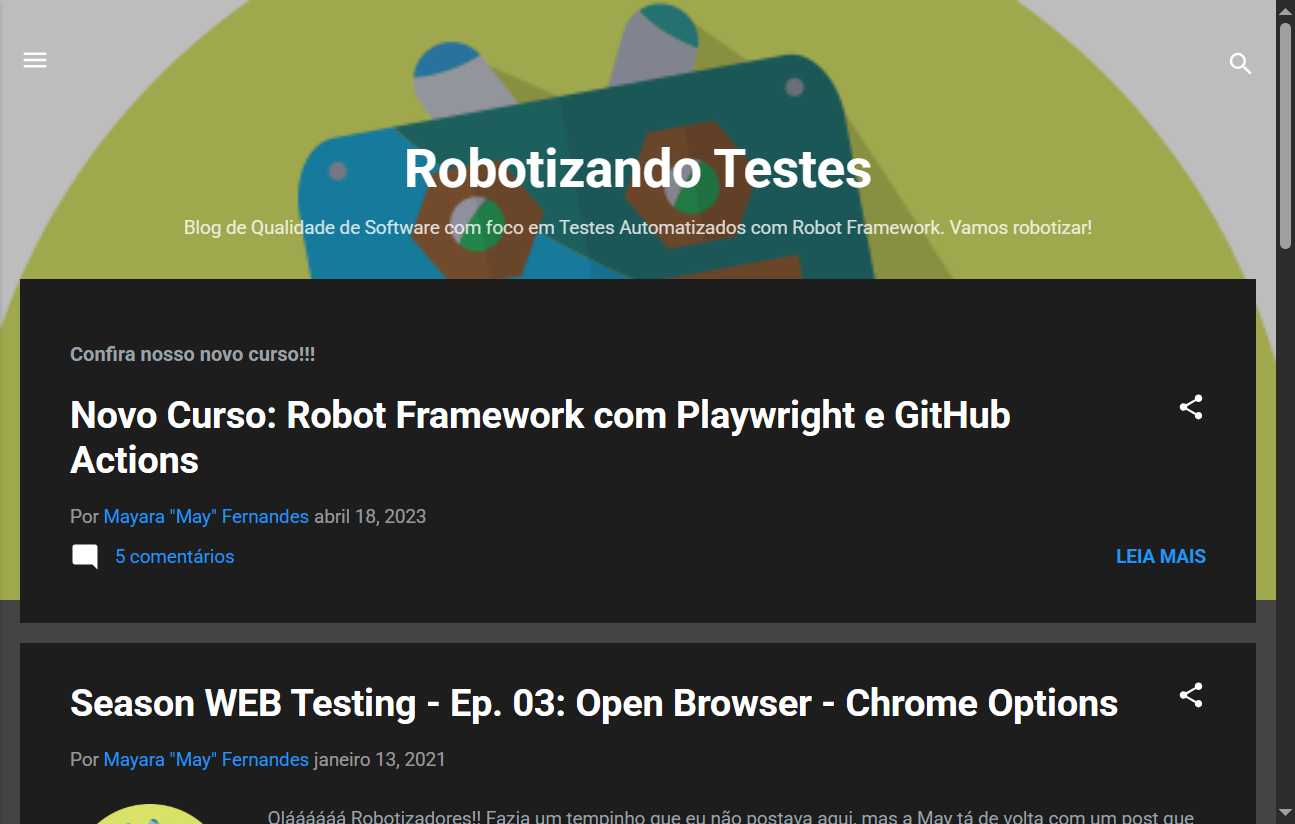 Robotizando Testes
Blog de Qualidade de Software com foco em Testes Automatizados com Robot Framework. Vamos robotizar!
Confira nosso novo curso!!!
Novo Curso: Robot Framework com Playwright e GitHub
Actions
Por Mayara "May" Fernandes abril 18, 2023
5 comentários
LEIA MAIS
Season WEB Testing - Ep. 03: Open Browser - Chrome Options
Por Mayara "May" Fernandes janeiro 13, 2021
Oláááááá Robotizadores!! Fazia um tempinho que eu não postava aqui, mas a May tá de volta com um post que